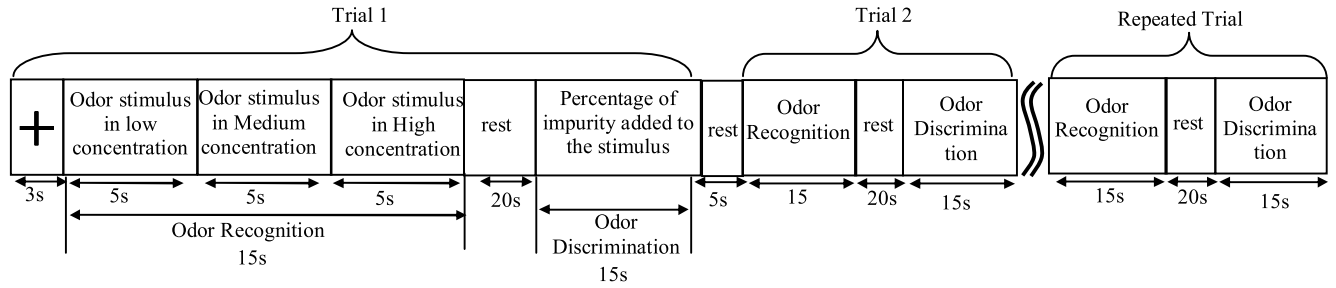 Trial 1
Trial 2
Repeated Trial
Odor stimulus
in low
concentration
Odor stimulus
in Medium
concentration
Odor stimulus
in High
concentration
rest
Percentage of
impurity added to
the stimulus
rest
Odor
Recognition
rest
Odor
Discrimina
tion
Odor
Recognition
rest
Odor
Discrimina
tion
3s
5s
5s
5s
20s
5s
15
20s
15s
15s
20s
15s
Odor Recognition
15s
Odor
Discrimination
15s